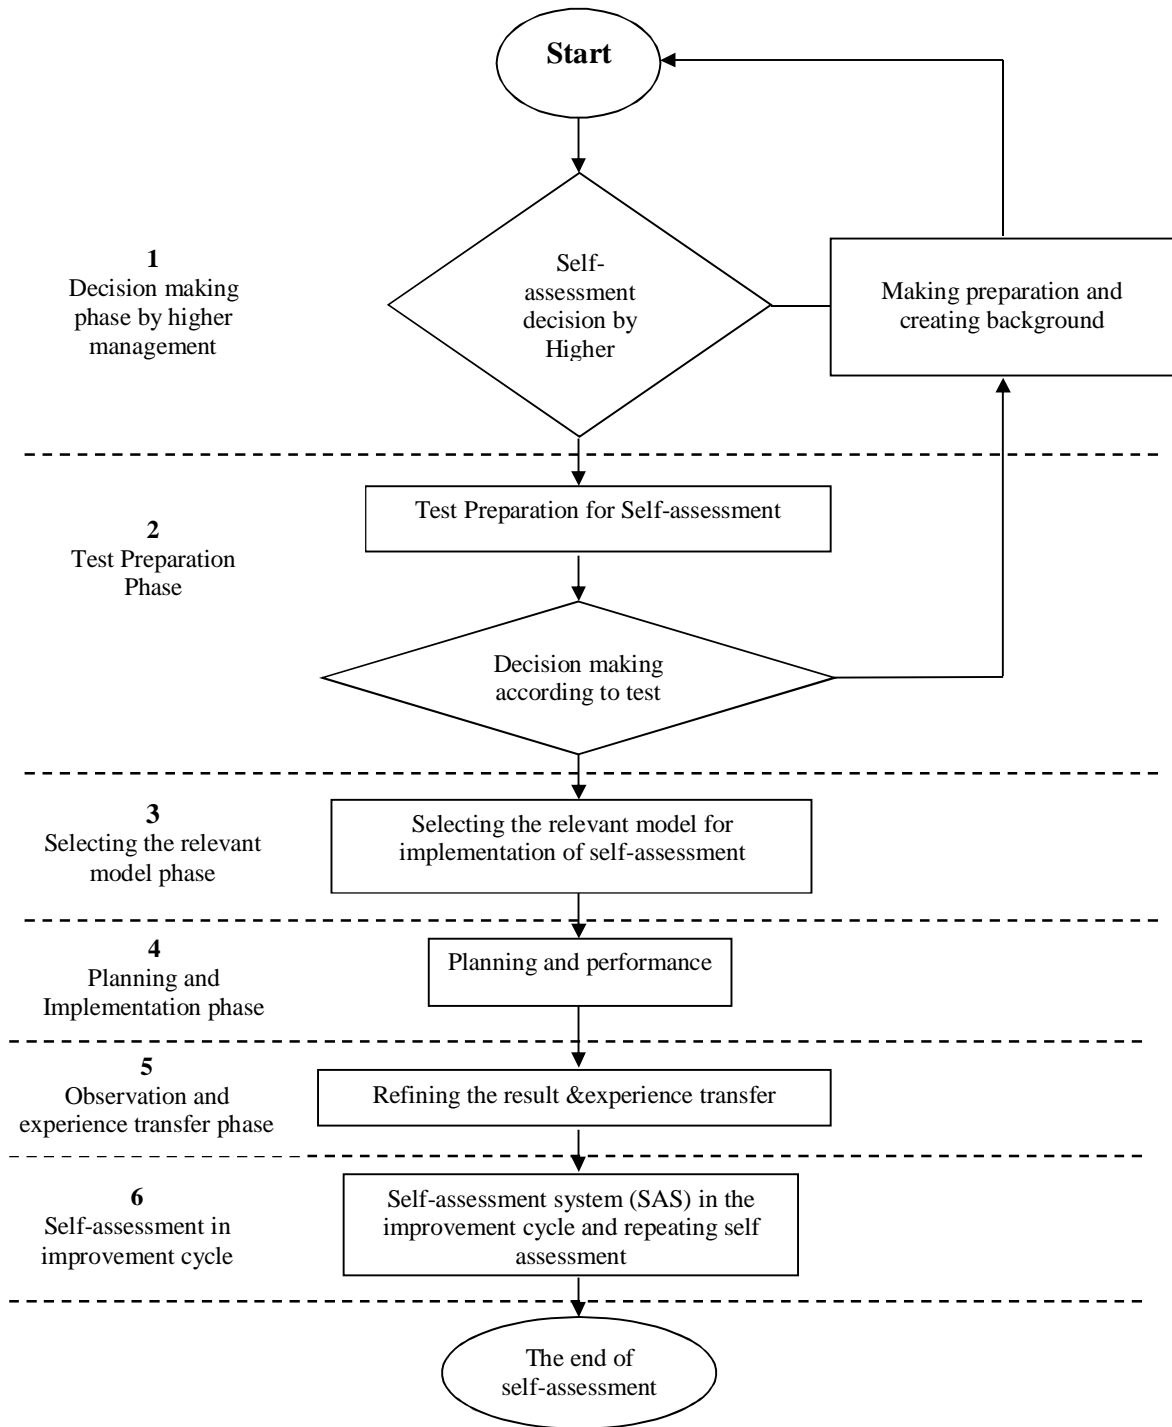 Start
1
Decision making
phase by higher
management
Self-
assessment
decision by
Higher
Making preparation and
creating background
2
Test Preparation
Phase
Test Preparation for Self-assessment
Decision making
according to test
3
Selecting the relevant
model phase
Selecting the relevant model for
implementation of self-assessment
4
Planning and
Implementation phase
Planning and performance
5
Observation and
experience transfer phase
Refining the result &experience transfer
6
Self-assessment in
improvement cycle
Self-assessment system (SAS) in the
improvement cycle and repeating self
assessment
The end of
self-assessment